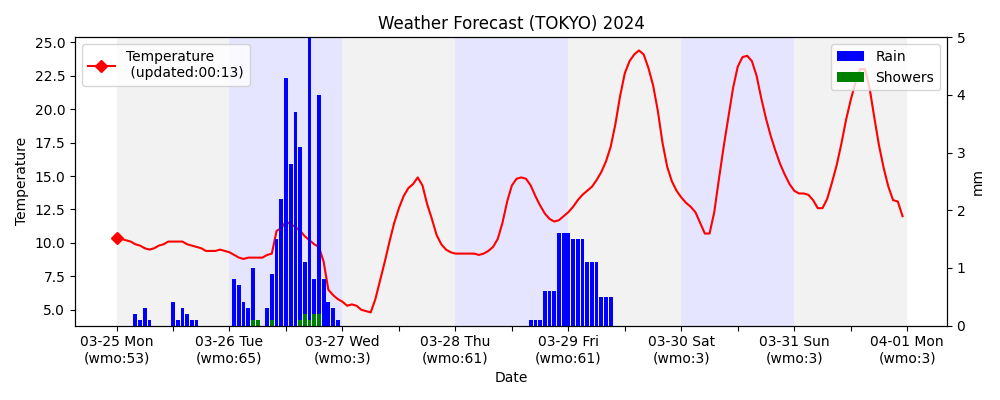 Weather Forecast (TOKYO) 2024
Temperature
(updated:00:13)
Rain
Showers
25.0
22.5
20.0
17.5
15.0
12.5
10.0
7.5
5.0
Temperature
5
4
3
2
1
0
mm
03-25 Mon
(wmo:53)
03-26 Tue
(wmo:65)
03-27 Wed
(wmo:3)
03-28 Thu
(wmo:61)
03-29 Fri
(wmo:61)
03-30 Sat
(wmo:3)
03-31 Sun
(wmo:3)
04-01 Mon
(wmo:3)
Date